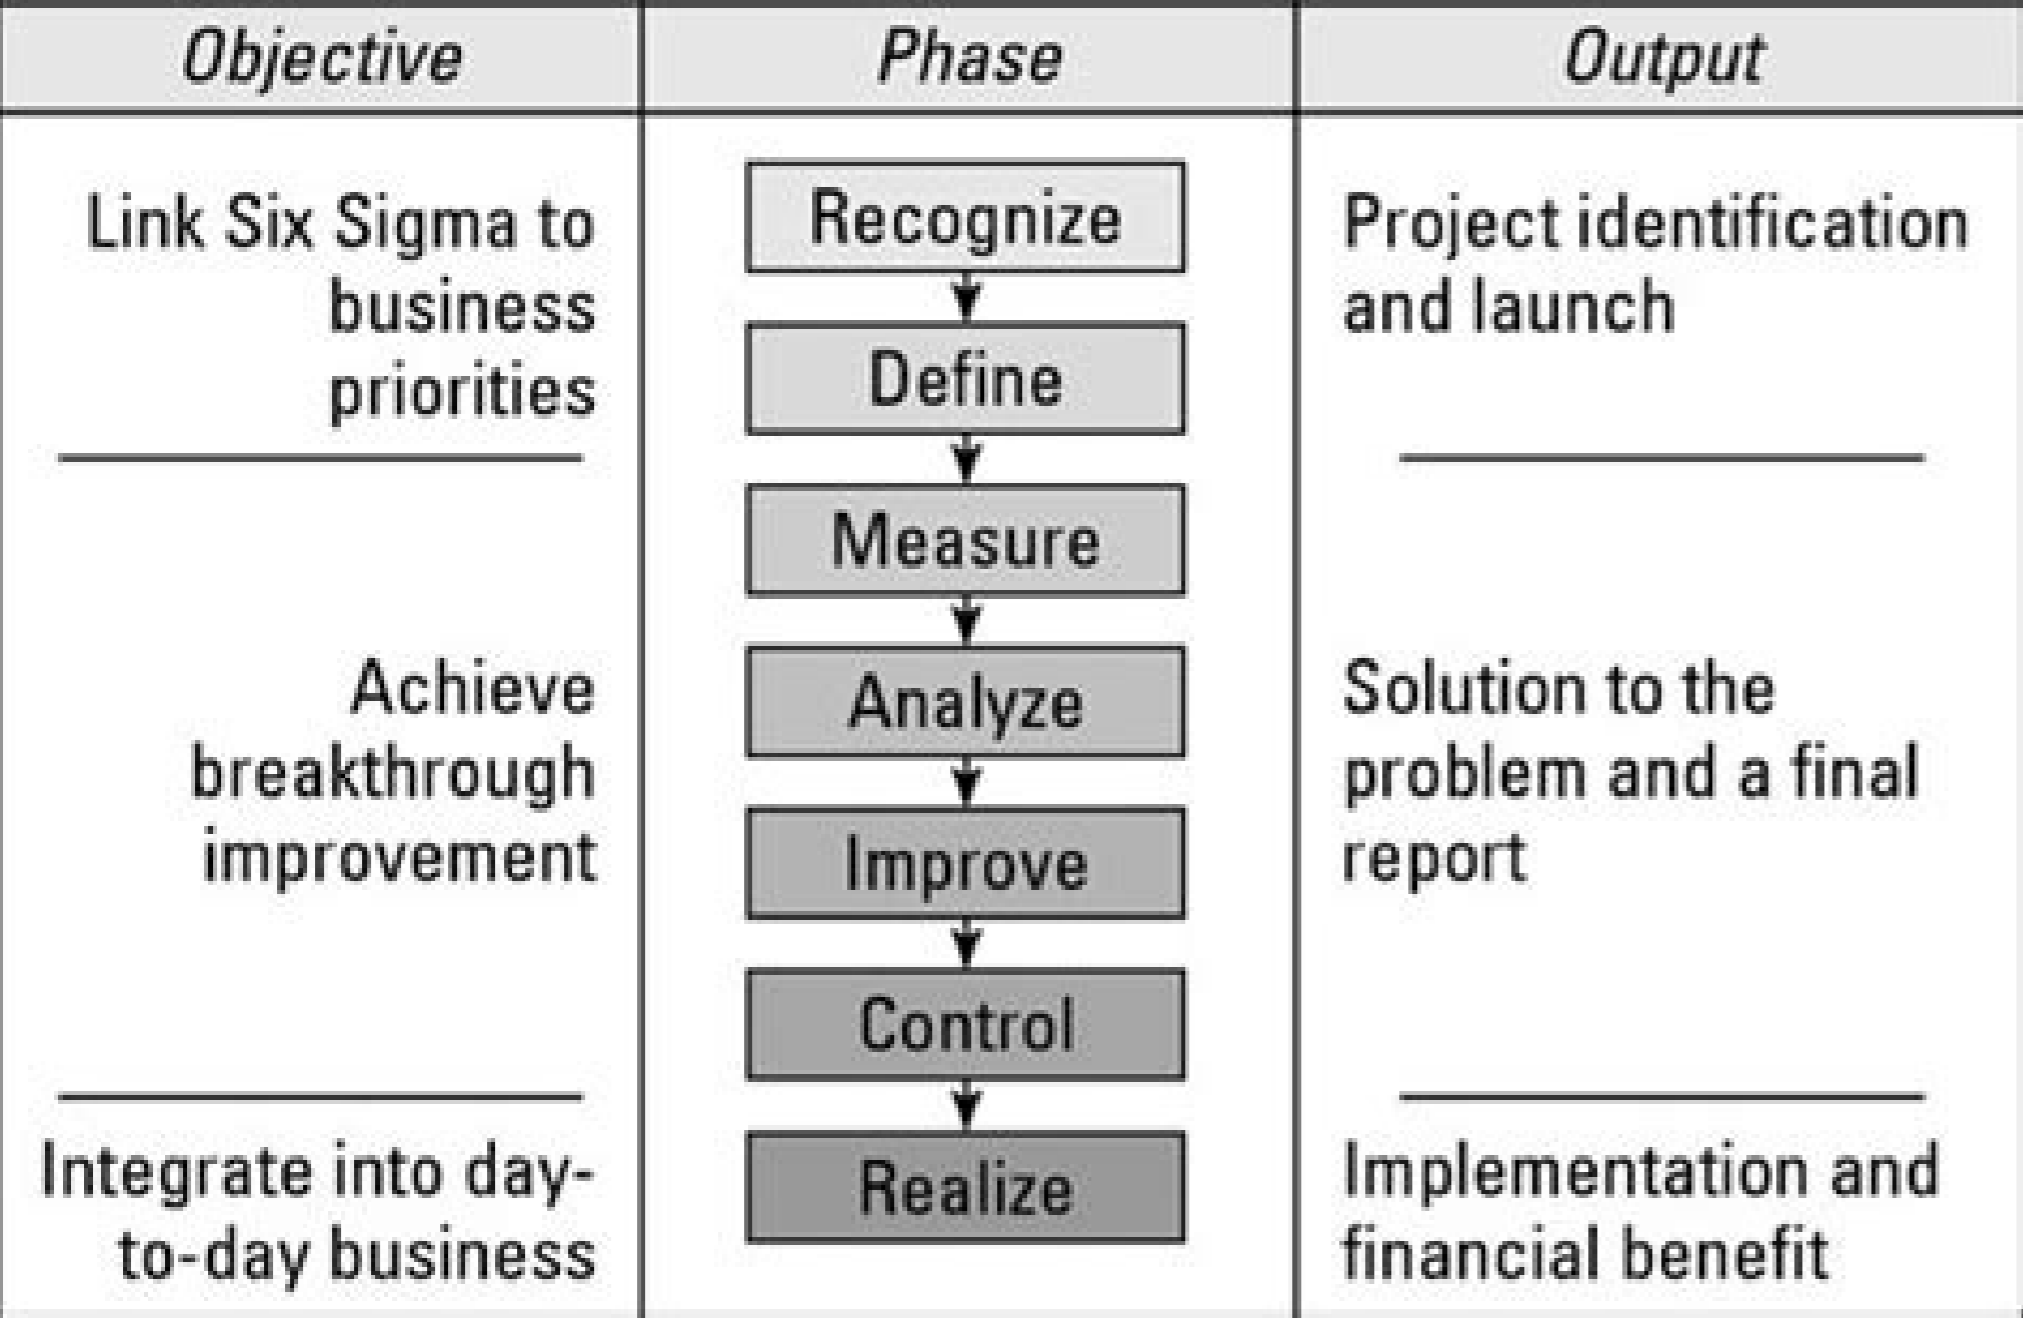 Objective
Phase
Output
Link Six Sigma to
business
priorities
Recognize
Define
Project identification
and launch
Achieve
breakthrough
improvement
Measure
Analyze
Improve
Control
Solution to the
problem and a final
report
Integrate into day-
to-day business
Realize
Implementation and
financial benefit